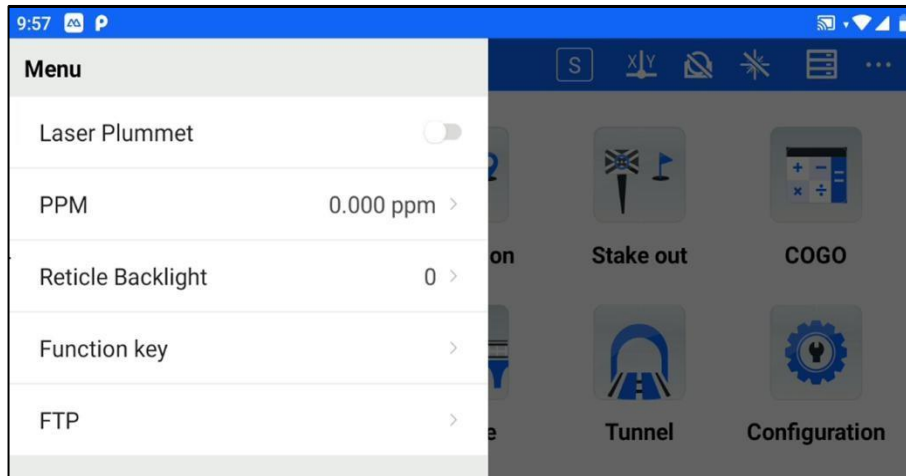 9:57
Menu
S X Y
Laser Plummet
PPM 0.000 ppm
Reticle Backlight 0
Function key
FTP
on Stake out COGO
e Tunnel Configuration